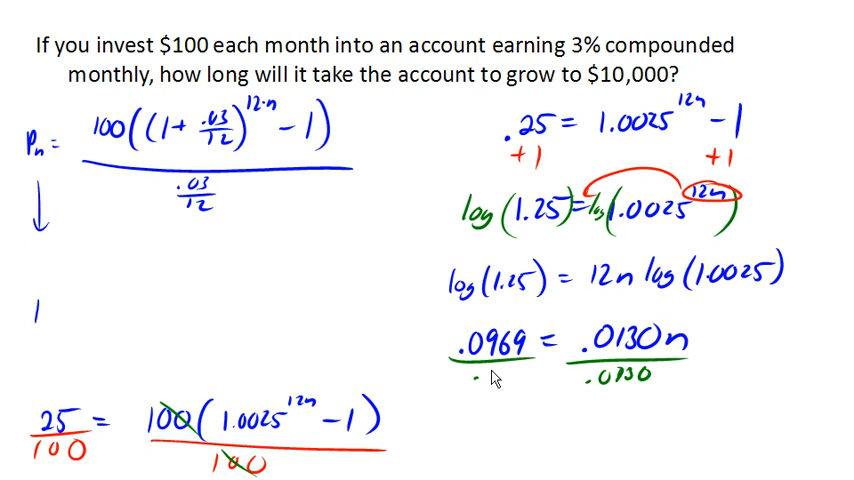 If you invest $100 each month into an account earning 3% compounded
monthly, how long will it take the account to grow to $10,000?
Pn = 100((1 + .03/12)^12·n - 1) / .03/12
1
25/100 = 100(1.0025^12n - 1)/100
.25 = 1.0025^12n - 1
+1 +1
log(1.25) = log(1.0025^12n)
log(1.25) = 12n log(1.0025)
.0969 = .0130n
. .0130